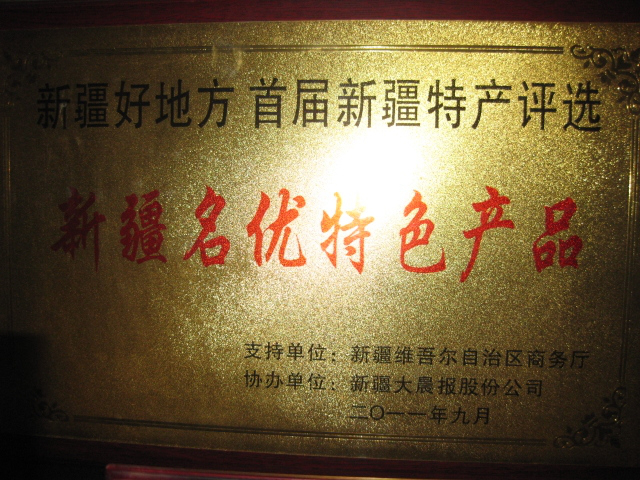 新疆好地方 首届新疆特产评选
新疆名优特色产品
支持单位：新疆维吾尔自治区商务厅
协办单位：新疆大晨报股份公司
二〇一一年九月